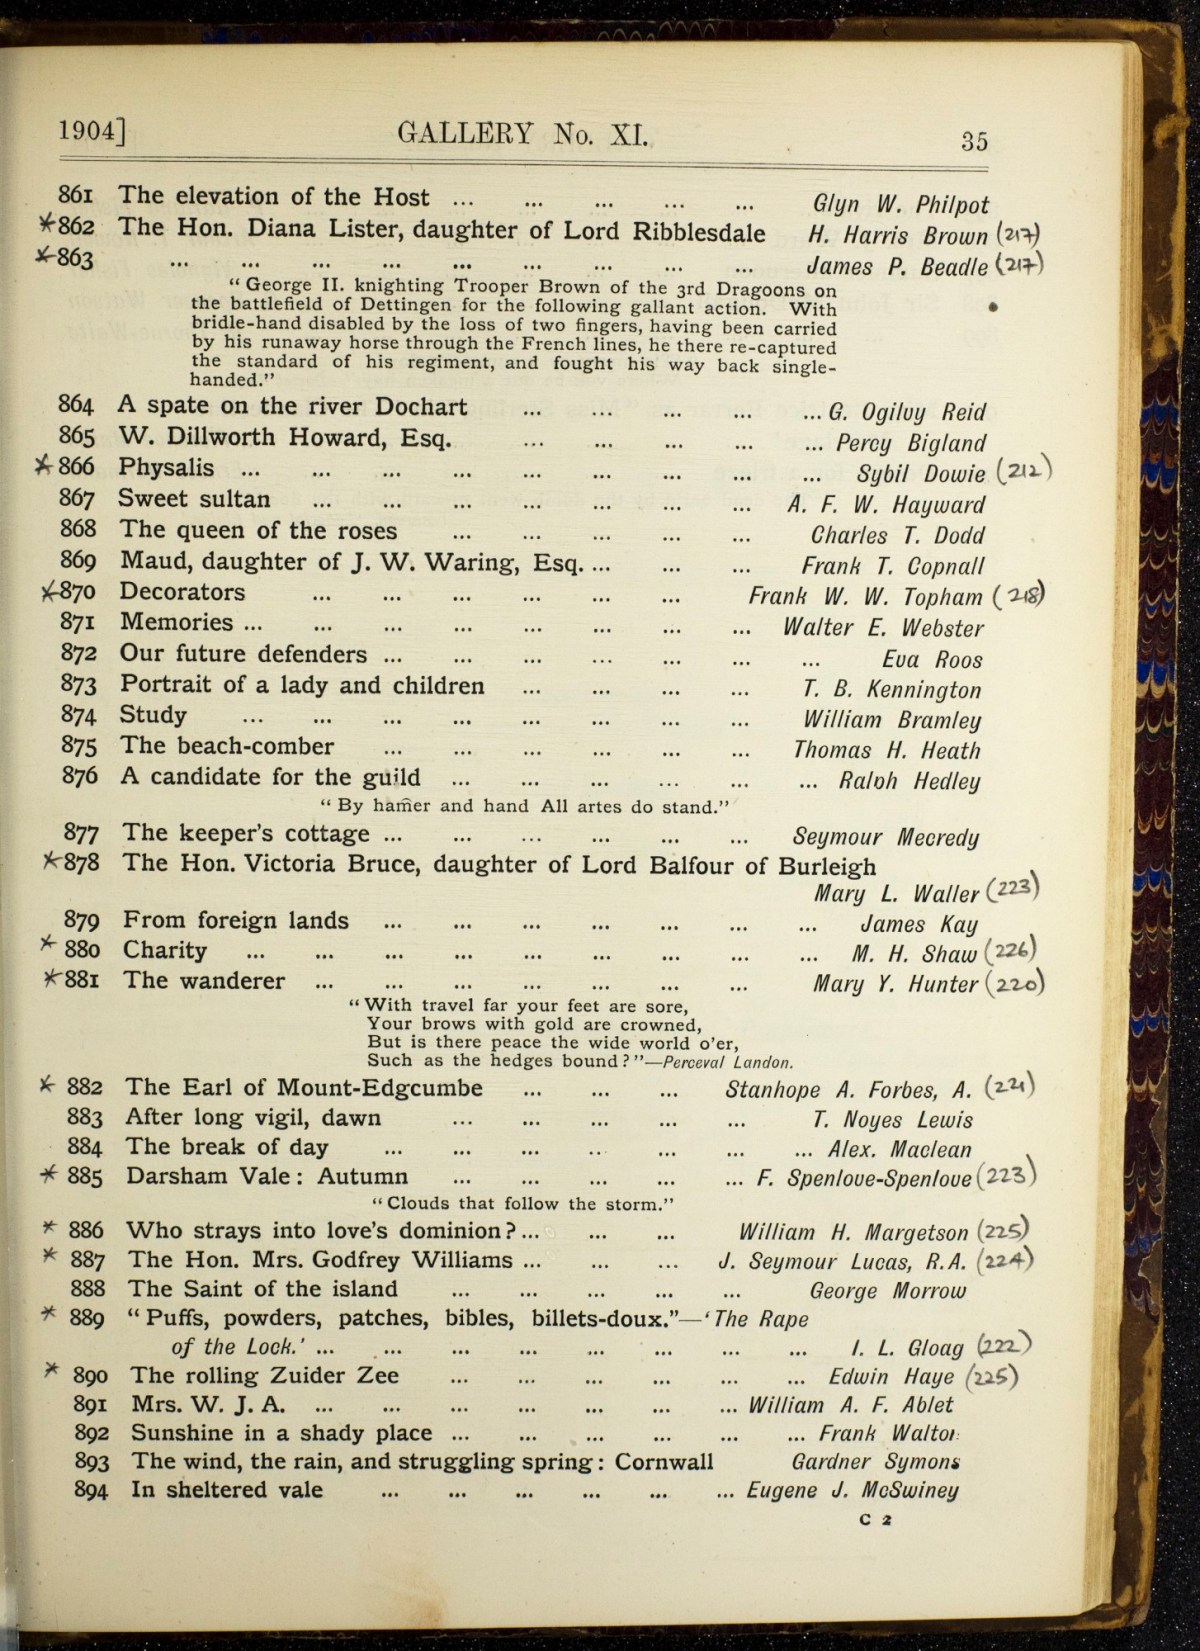 1904] GALLERY No. XI. 35
861 The elevation of the Host ... ... ... ... ... Glyn W. Philpot
*862 The Hon. Diana Lister, daughter of Lord Ribblesdale H. Harris Brown (217)
*863 ... ... ... ... ... ... ... ... ... James P. Beadle (217)
“George II. knighting Trooper Brown of the 3rd Dragoons on
the battlefield of Dettingen for the following gallant action. With
bridle-hand disabled by the loss of two fingers, having been carried
by his runaway horse through the French lines, he there re-captured
the standard of his regiment, and fought his way back single-
handed.”
864 A spate on the river Dochart ... ... ... ... ... G. Ogilvy Reid
865 W. Dillworth Howard, Esq. ... ... ... ... ... Percy Bigland
*866 Physalis ... ... ... ... ... ... ... ... ... Sybil Dowie (212)
867 Sweet sultan ... ... ... ... ... ... ... A. F. W. Hayward
868 The queen of the roses ... ... ... ... ... Charles T. Dodd
869 Maud, daughter of J. W. Waring, Esq. ... ... ... Frank T. Copnall
*870 Decorators ... ... ... ... ... ... Frank W. W. Topham (218)
871 Memories ... ... ... ... ... ... ... ... Walter E. Webster
872 Our future defenders ... ... ... ... ... ... ... Eva Roos
873 Portrait of a lady and children ... ... ... ... T. B. Kennington
874 Study ... ... ... ... ... ... ... ... William Bramley
875 The beach-comber ... ... ... ... ... ... Thomas H. Heath
876 A candidate for the guild ... ... ... ... ... ... Ralph Hedley
“By ham̄er and hand All artes do stand.”
877 The keeper's cottage ... ... ... ... ... ... Seymour Mecredy
*878 The Hon. Victoria Bruce, daughter of Lord Balfour of Burleigh
Mary L. Waller (223)
879 From foreign lands ... ... ... ... ... ... ... James Kay
*880 Charity ... ... ... ... ... ... ... ... ... M. H. Shaw (226)
*881 The wanderer ... ... ... ... ... ... ... Mary Y. Hunter (220)
“With travel far your feet are sore,
Your brows with gold are crowned,
But is there peace the wide world o'er,
Such as the hedges bound?”—Perceval Landon.
*882 The Earl of Mount-Edgcumbe ... ... ... Stanhope A. Forbes, A. (221)
883 After long vigil, dawn ... ... ... ... ... T. Noyes Lewis
884 The break of day ... ... ... ... ... ... ... Alex. Maclean
*885 Darsham Vale: Autumn ... ... ... ... ... F. Spenlove-Spenlove (223)
“Clouds that follow the storm.”
*886 Who strays into love's dominion?... ... ... William H. Margetson (225)
*887 The Hon. Mrs. Godfrey Williams ... ... ... J. Seymour Lucas, R.A. (224)
888 The Saint of the island ... ... ... ... ... George Morrow
*889 “Puffs, powders, patches, bibles, billets-doux.”—‘The Rape
of the Lock.’ ... ... ... ... ... ... ... ... I. L. Gloag (222)
*890 The rolling Zuider Zee ... ... ... ... ... ... Edwin Haye (225)
891 Mrs. W. J. A. ... ... ... ... ... ... ... William A. F. Ablet
892 Sunshine in a shady place ... ... ... ... ... ... Frank Walton
893 The wind, the rain, and struggling spring: Cornwall Gardner Symons
894 In sheltered vale ... ... ... ... ... ... Eugene J. McSwiney
C 2